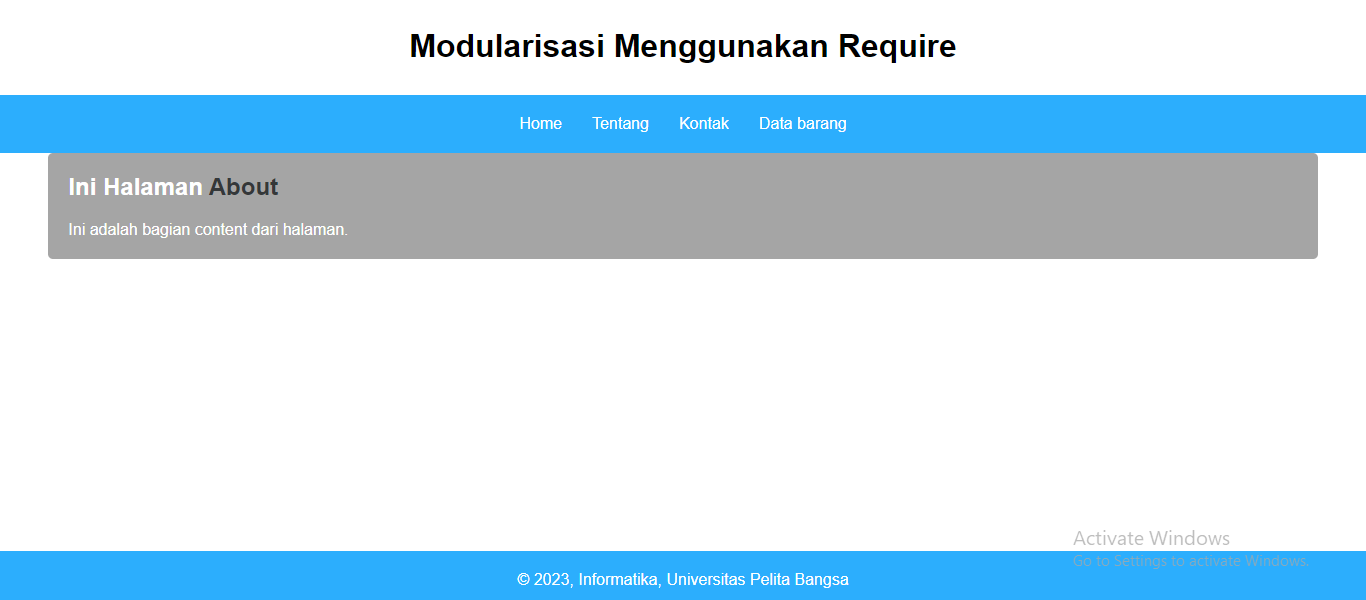 Modularisasi Menggunakan Require
Home Tentang Kontak Data barang
Ini Halaman About
Ini adalah bagian content dari halaman.
Activate Windows
Go to Settings to activate Windows.
© 2023, Informatika, Universitas Pelita Bangsa